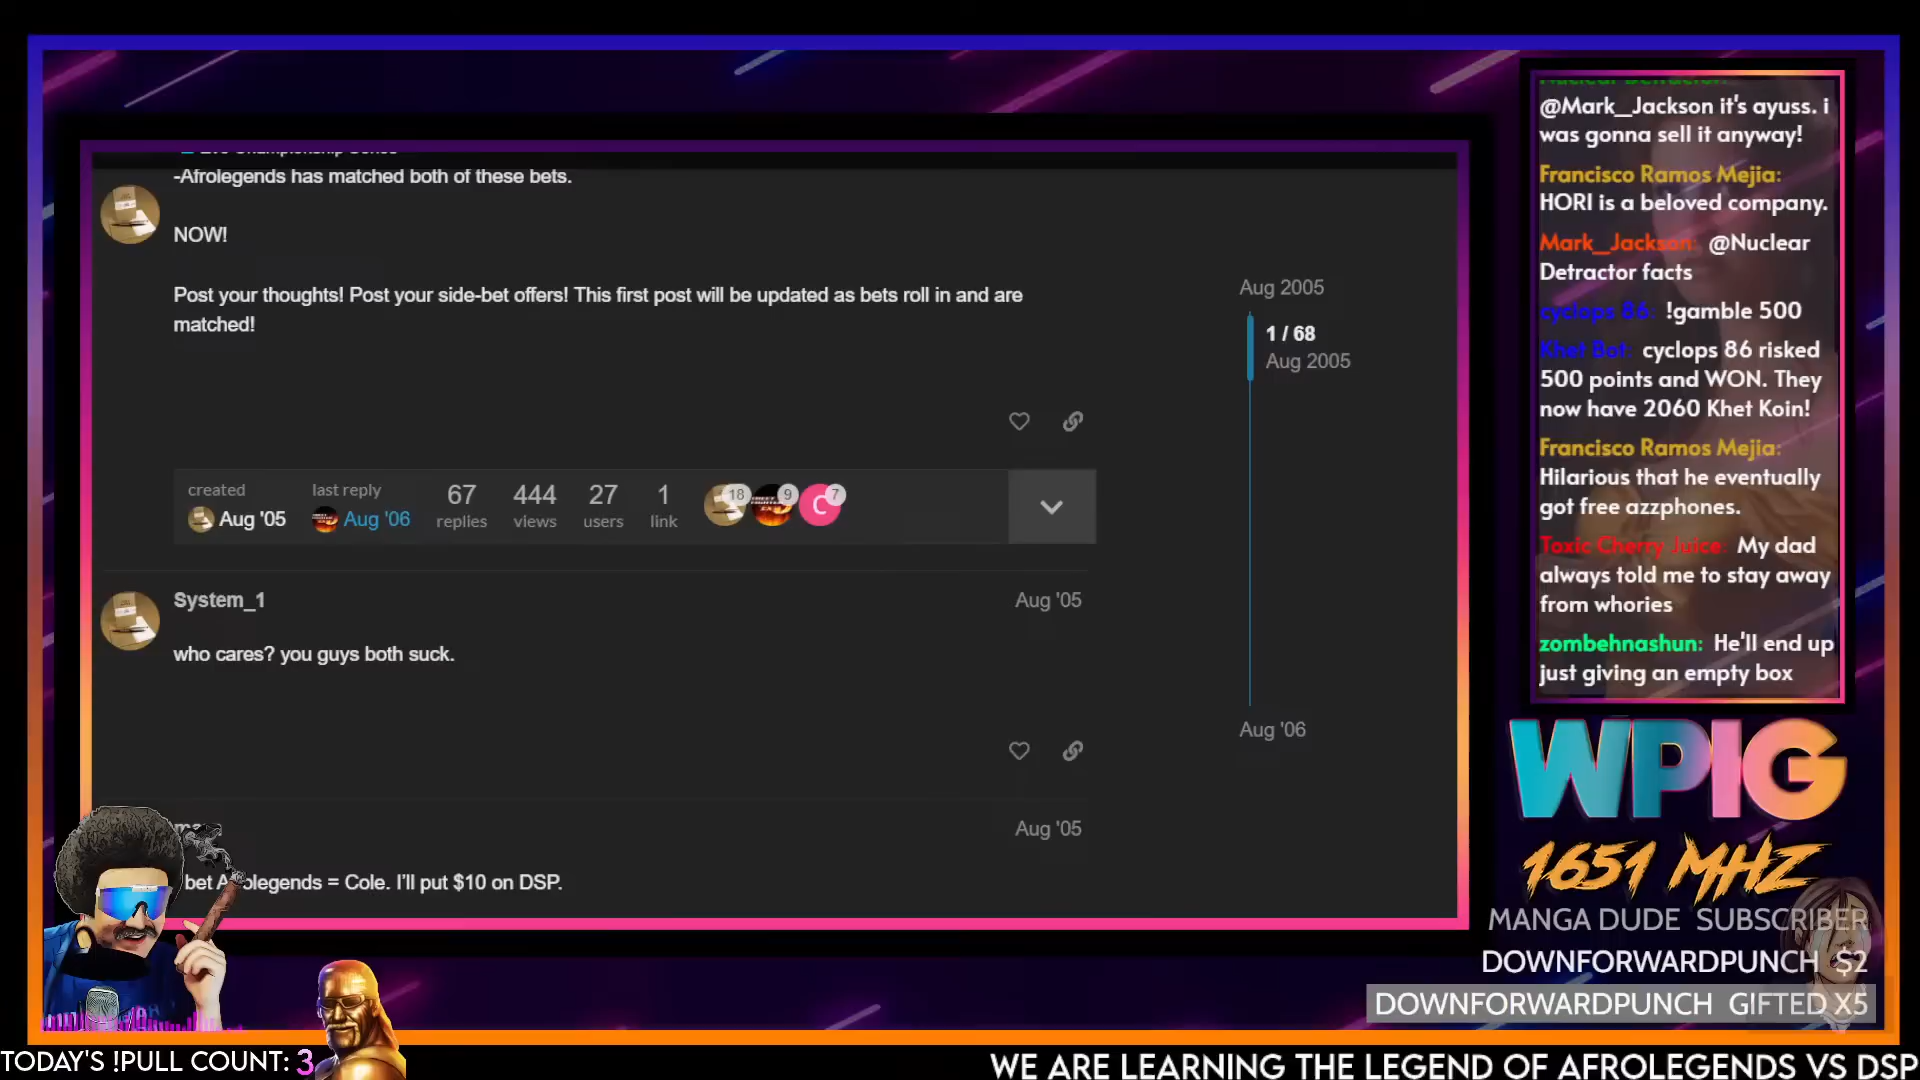 -Afrolegends has matched both of these bets.
NOW!
Post your thoughts! Post your side-bet offers! This first post will be updated as bets roll in and are
matched!
Aug 2005
1 / 68
Aug 2005
Aug '06
created
Aug '05
last reply
Aug '06
67
replies
444
views
27
users
1
link
18
9
C
7
System_1
Aug '05
who cares? you guys both suck.
Aug '05
bet Afrolegends = Cole. I'll put $10 on DSP.
@Mark_Jackson it's ayuss. i
was gonna sell it anyway!
Francisco Ramos Mejia:
HORI is a beloved company.
Mark_Jackson: @Nuclear
Detractor facts
cyclops 86: !gamble 500
Khet Bot: cyclops 86 risked
500 points and WON. They
now have 2060 Khet Koin!
Francisco Ramos Mejia:
Hilarious that he eventually
got free azzphones.
Toxic Cherry Juice: My dad
always told me to stay away
from whories
zombehnashun: He'll end up
just giving an empty box
WPIG
1651 MHZ
MANGA DUDE SUBSCRIBER
DOWNFORWARDPUNCH $2
DOWNFORWARDPUNCH GIFTED X5
TODAY'S !PULL COUNT: 3
WE ARE LEARNING THE LEGEND OF AFROLEGENDS VS DSP